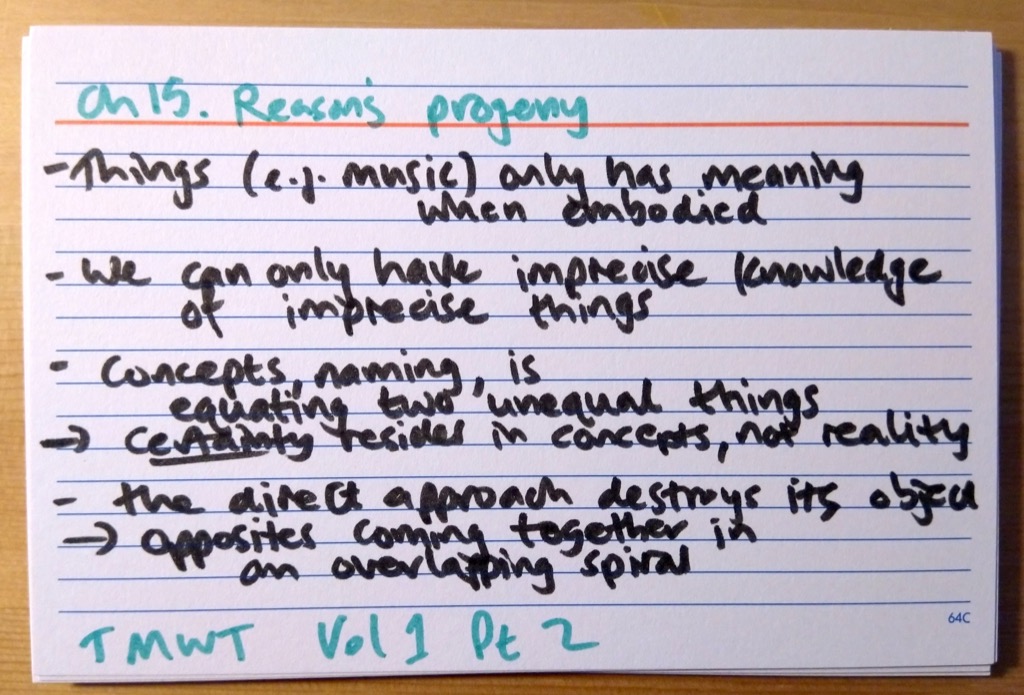 Ch 15. Reason's progeny
- Things (e.g. music) only has meaning
when embodied
- We can only have imprecise knowledge
of imprecise things
- Concepts, naming, is
equating two unequal things
→ certainty resides in concepts, not reality
- the direct approach destroys its object
→ opposites coming together in
an overlapping spiral
64C
TMWT Vol 1 Pt 2